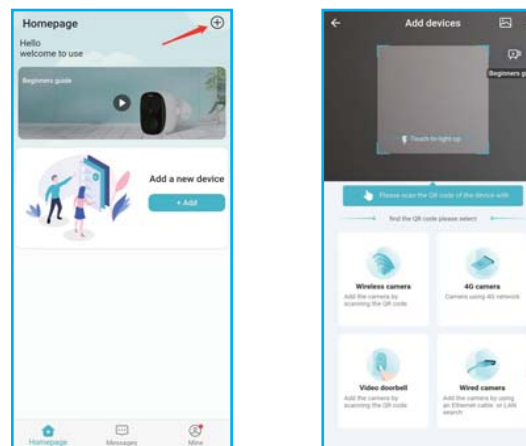 Homepage
Hello
welcome to use
Beginners guide
Add a new device
+ Add
Homepage
Messages
Mine
Add devices
Beginners g
Touch to light up
Please scan the QR code of the device with
find the QR code please select
Wireless camera
Add the camera by
scanning the QR code
4G camera
Camera using 4G network
Video doorbell
Add the camera by
scanning the QR code
Wired camera
Add the camera by using
an Ethernet cable or LAN
search